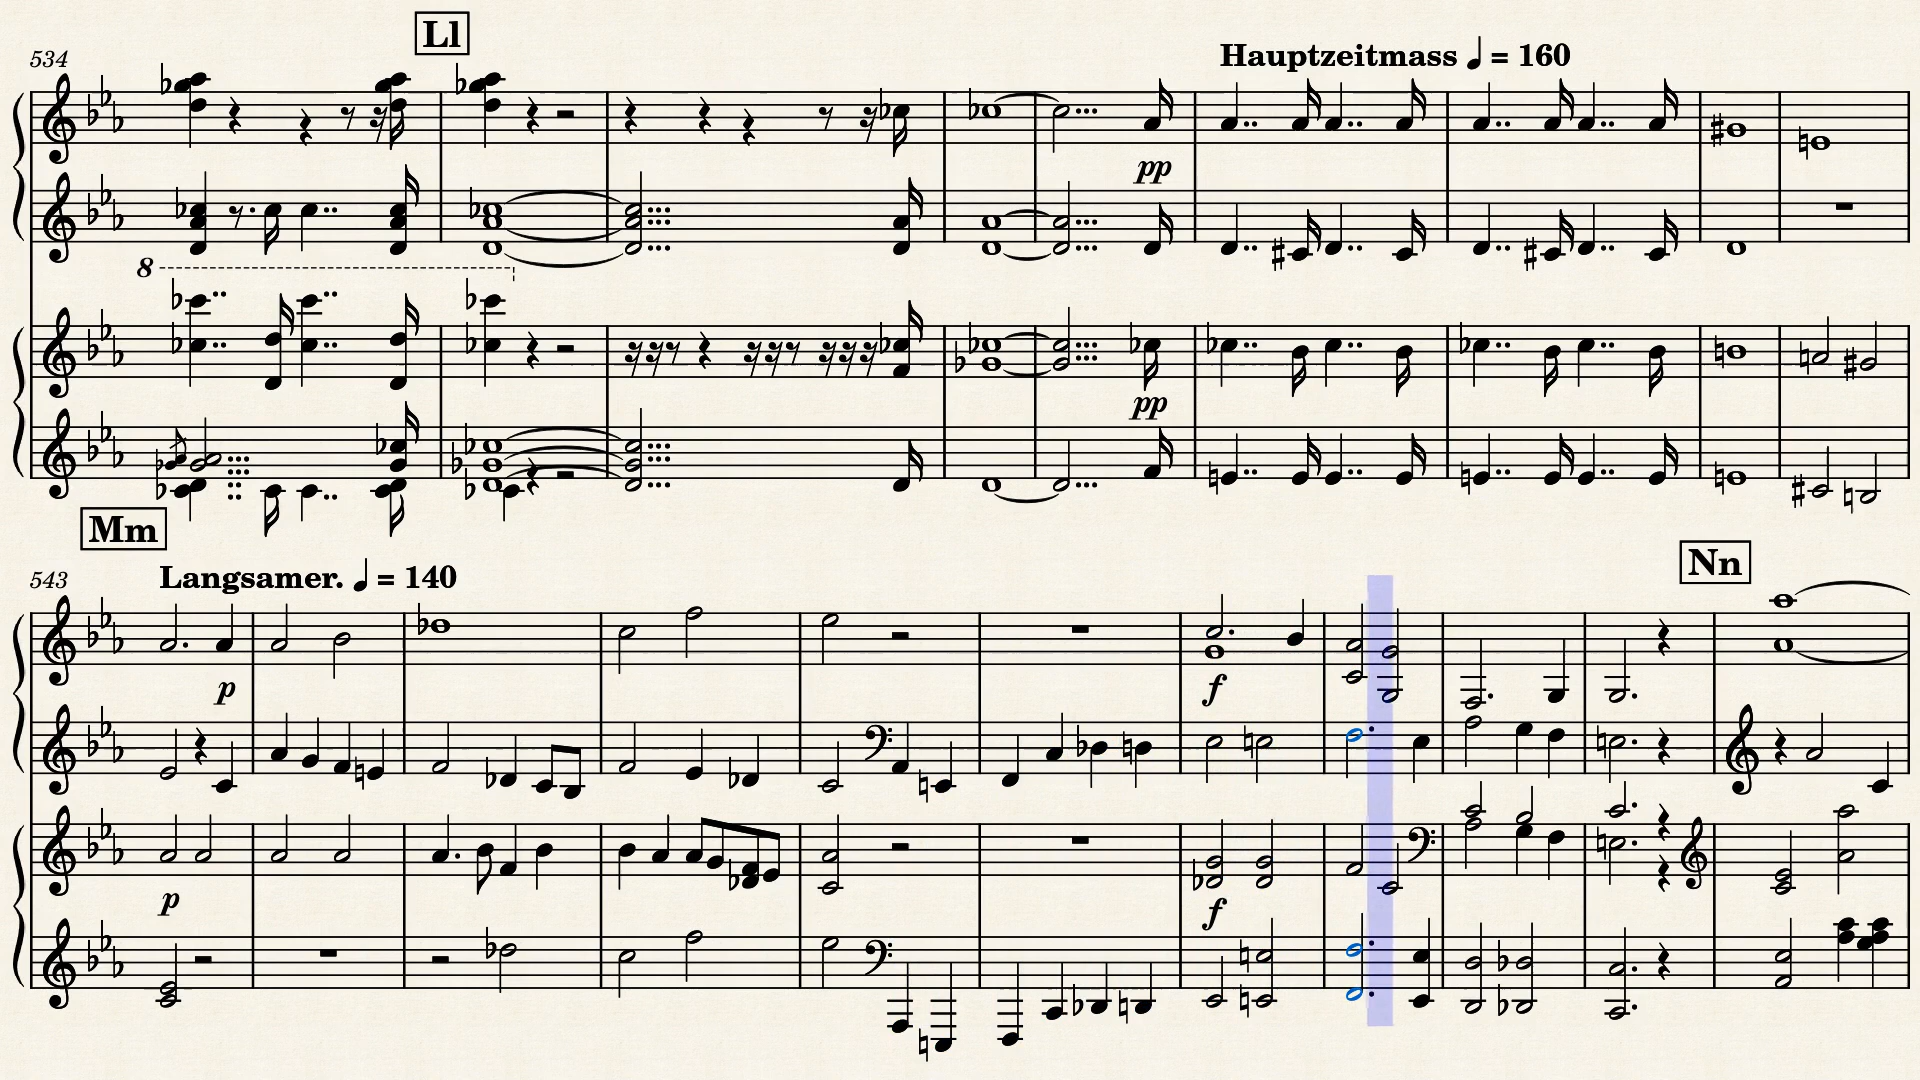 Ll
534
Hauptzeitmass ♩ = 160
pp
8
pp
Mm
Nn
543
Langsamer. ♩ = 140
p
f
p
f